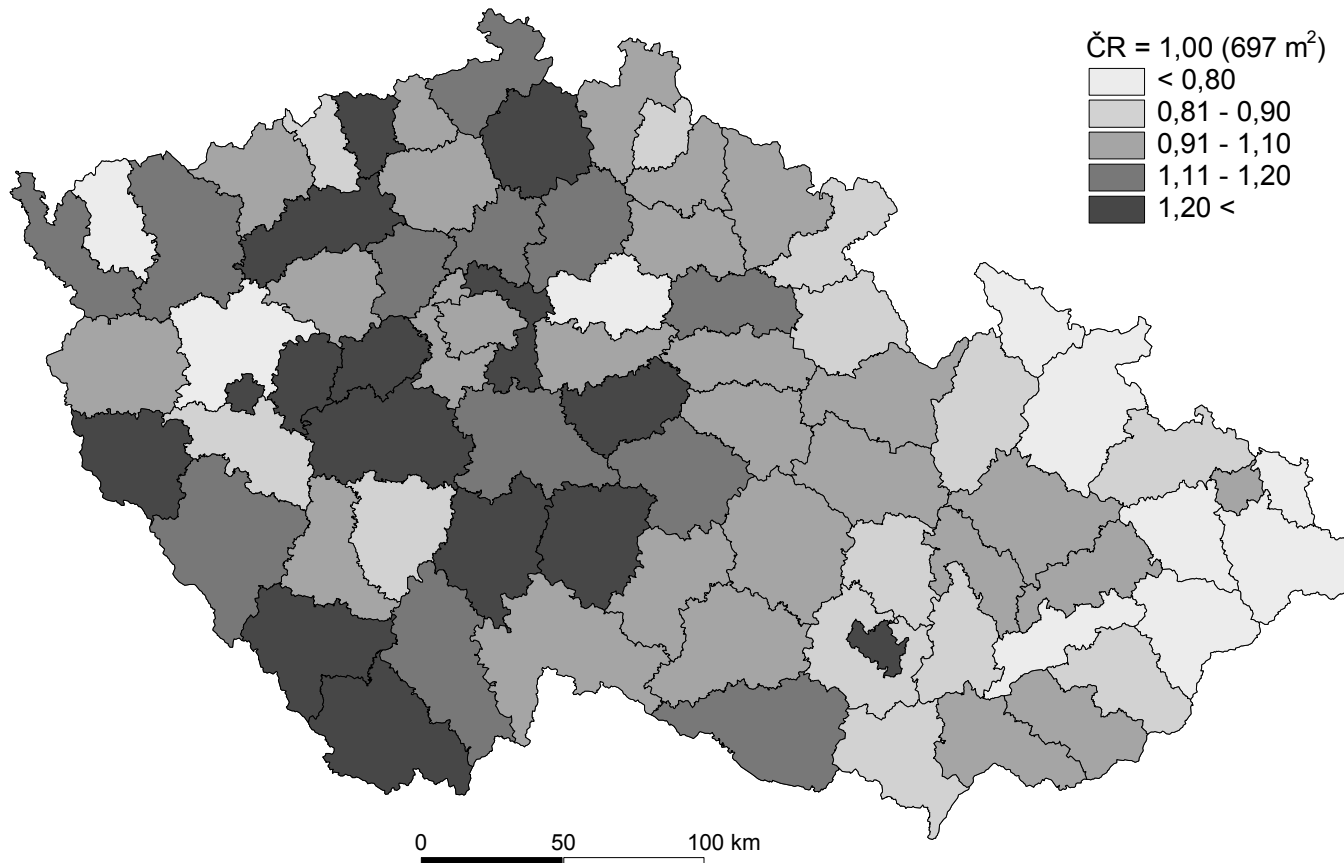 ČR = 1,00 (697 m²)
< 0,80
0,81 - 0,90
0,91 - 1,10
1,11 - 1,20
1,20 <
0 50 100 km